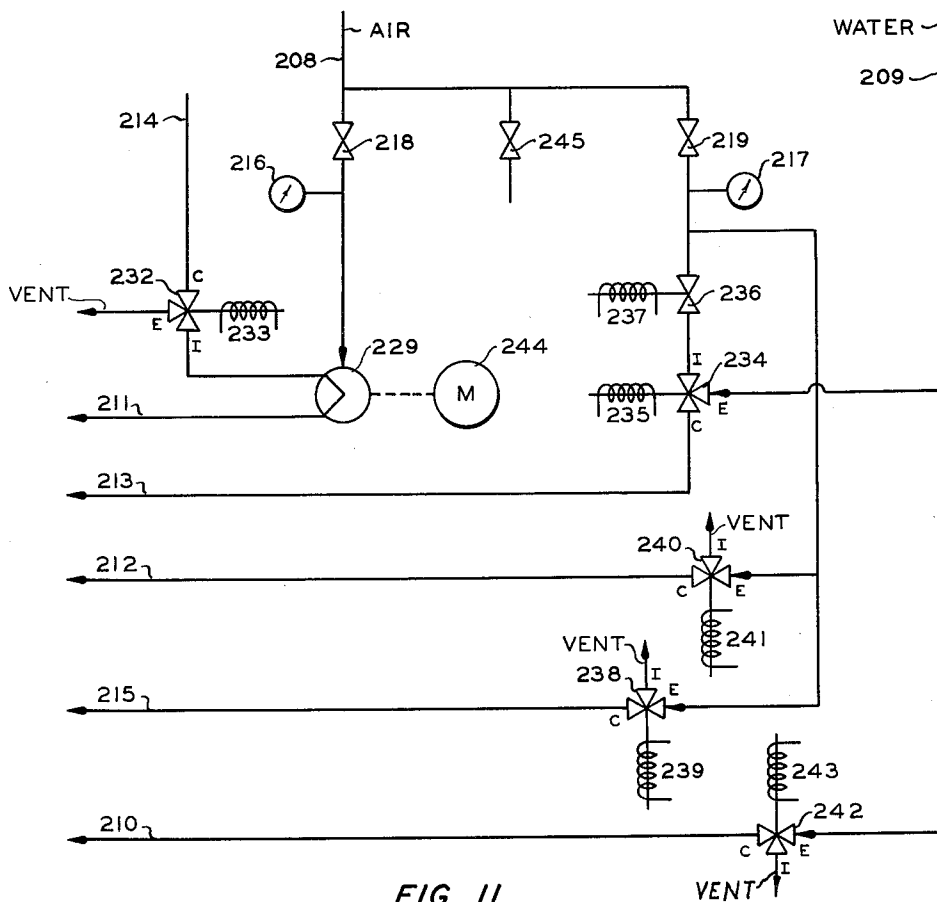 AIR
WATER
208
209
214
218
245
219
216
217
232
C
VENT
E
I
233
237
236
229
244
M
I
234
235
E
C
211
213
VENT
I
240
212
C
E
241
VENT
I
238
E
215
C
239
243
242
210
C
E
I
VENT
FIG. 11